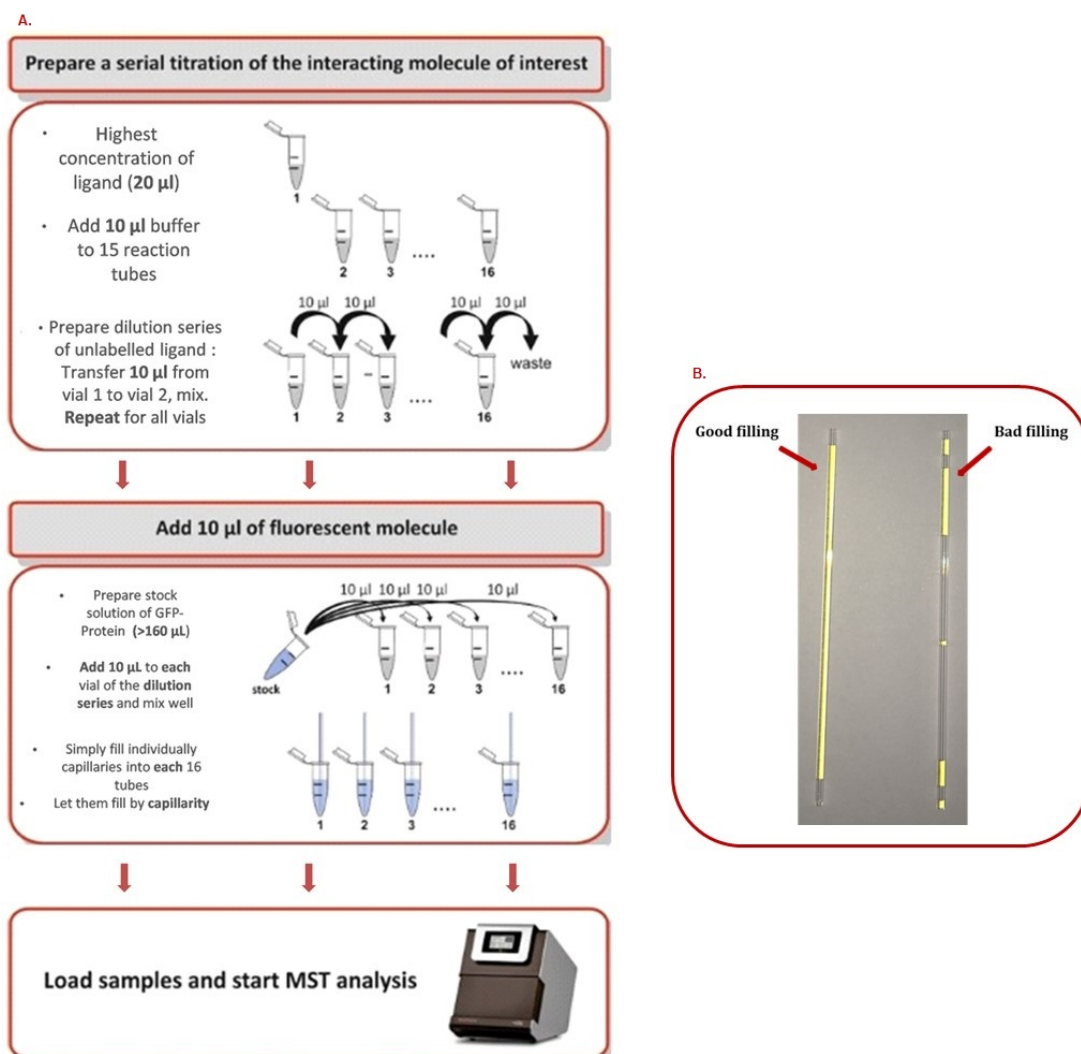 A.
Prepare a serial titration of the interacting molecule of interest
· Highest
concentration of
ligand (20 µl)
· Add 10 µl buffer
to 15 reaction
tubes
1
2 3 .... 16
· Prepare dilution series
of unlabelled ligand :
Transfer 10 µl from
vial 1 to vial 2, mix.
Repeat for all vials
10 µl 10 µl 10 µl 10 µl
waste
1 2 3 .... 16
Add 10 µl of fluorescent molecule
· Prepare stock
solution of GFP-
Protein (>160 µL)
· Add 10 µL to each
vial of the dilution
series and mix well
10 µl 10 µl 10 µl 10 µl
stock 1 2 3 .... 16
· Simply fill individually
capillaries into each 16
tubes
· Let them fill by capillarity
1 2 3 .... 16
Load samples and start MST analysis
B.
Good filling
Bad filling